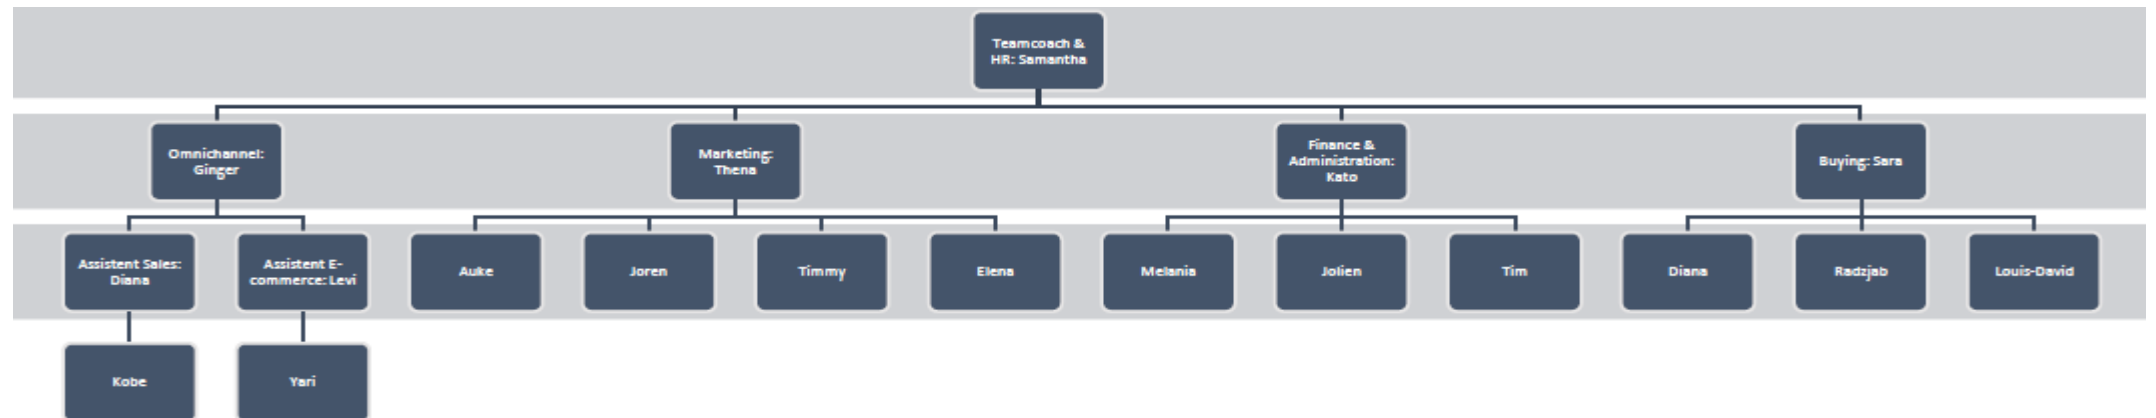 Teamcoach &
HR: Samantha
Omnichannel:
Ginger
Marketing:
Thena
Finance &
Administration:
Kato
Buying: Sara
Assistent Sales:
Diana
Assistent E-
commerce: Levi
Auke
Joren
Timmy
Elena
Melania
Jolien
Tim
Diana
Radzjab
Louis-David
Kobe
Yari